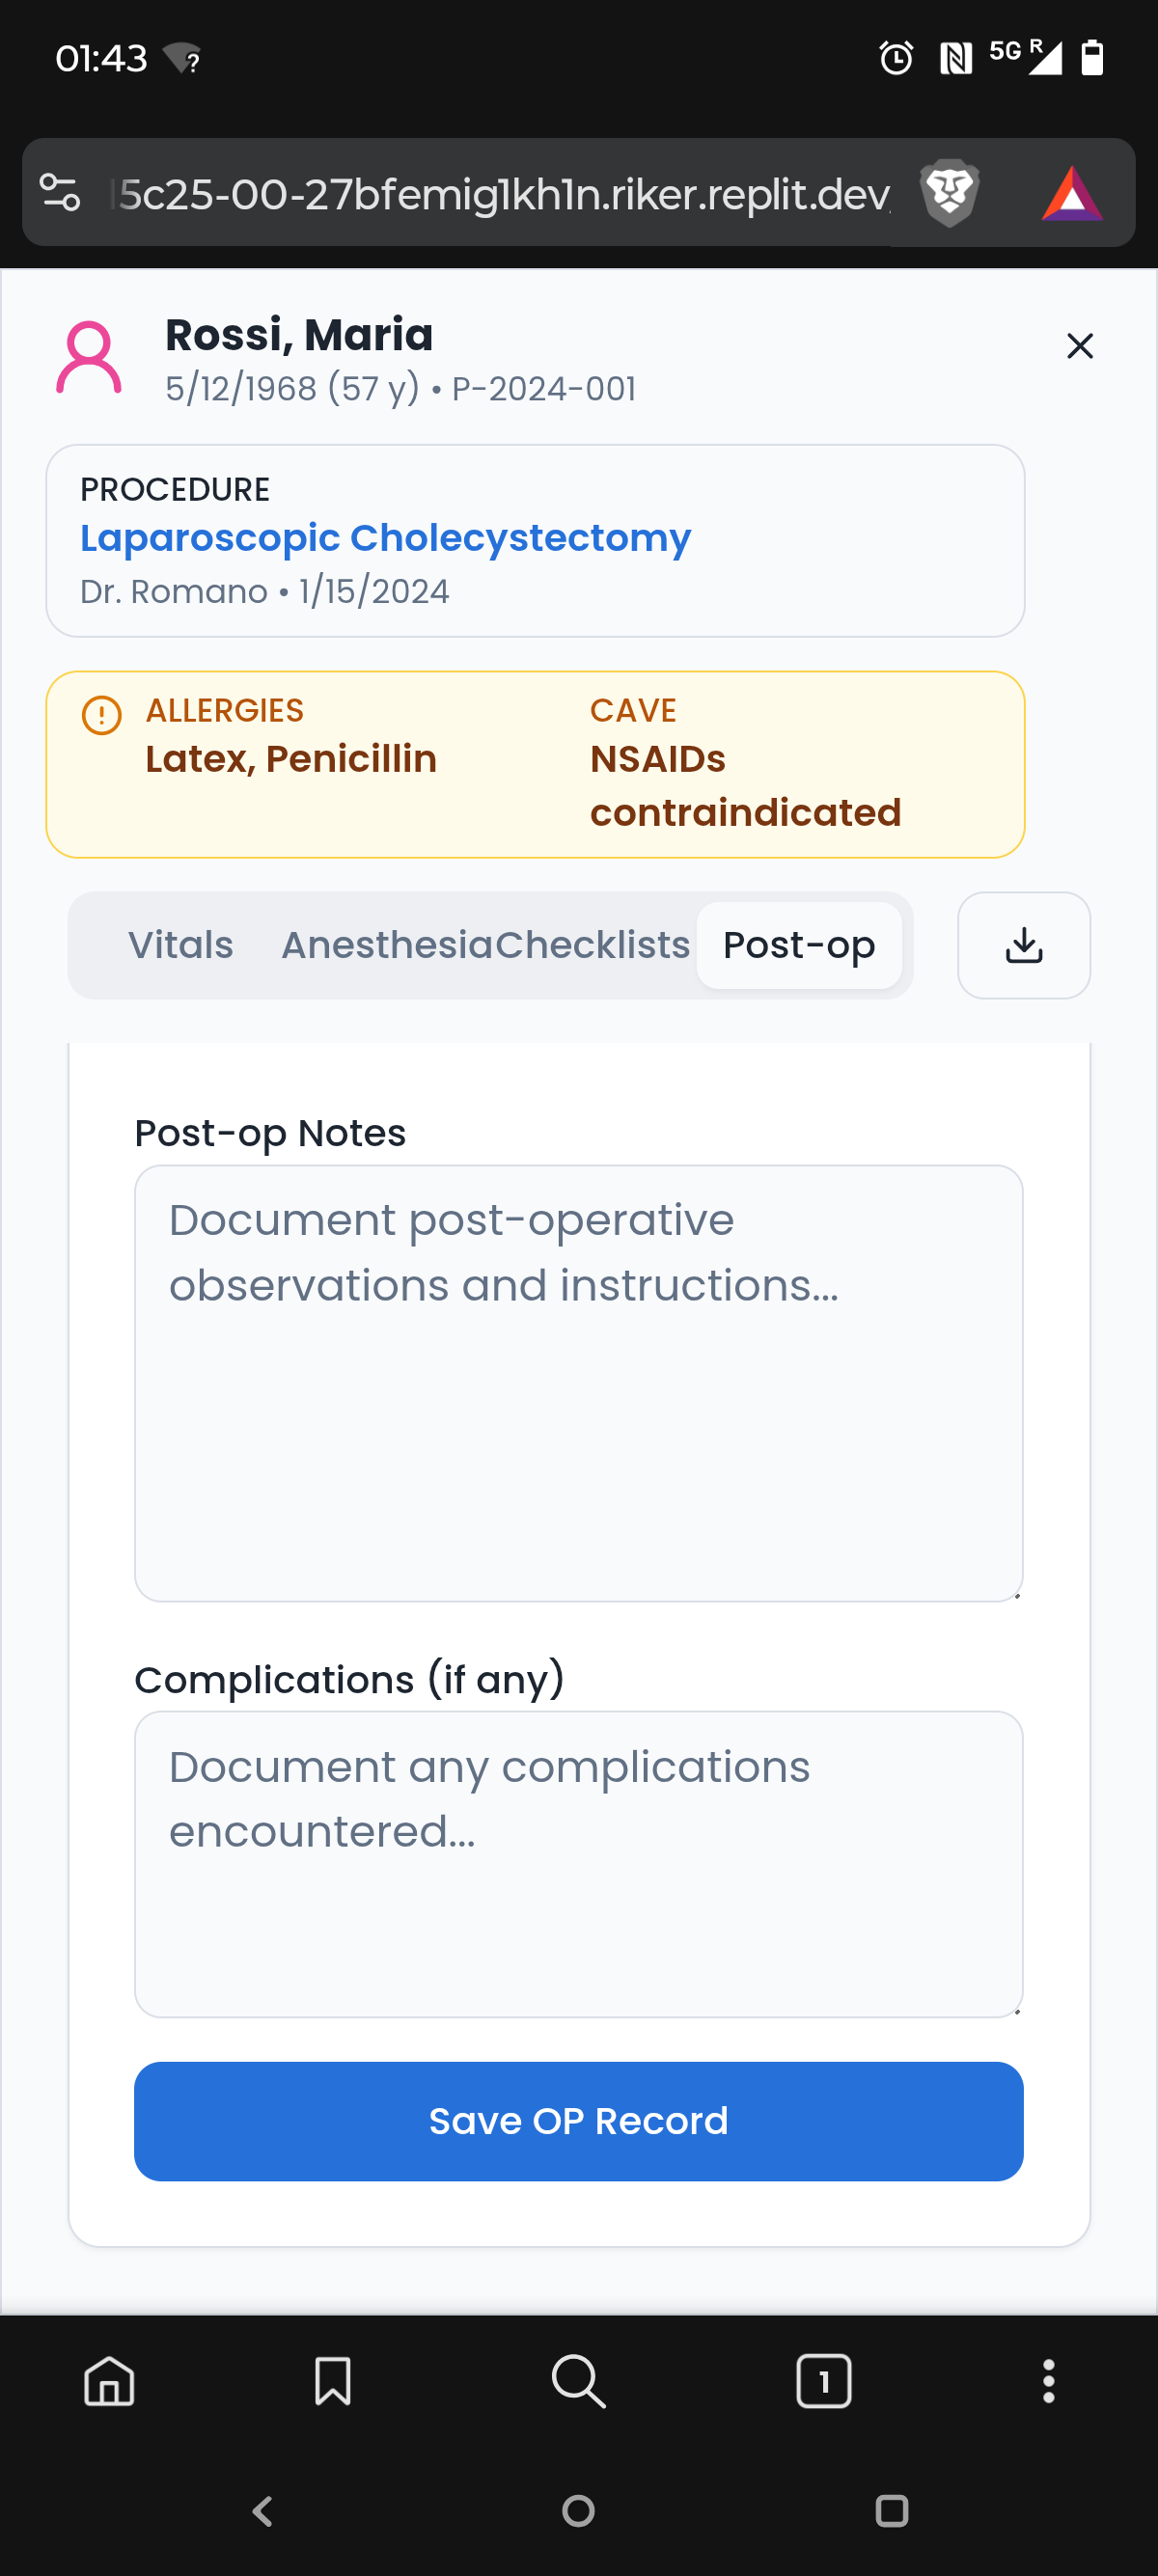 01:43
5G R
5c25-00-27bfemig1kh1n.riker.replit.dev
Rossi, Maria
5/12/1968 (57 y) • P-2024-001
PROCEDURE
Laparoscopic Cholecystectomy
Dr. Romano • 1/15/2024
ALLERGIES
Latex, Penicillin
CAVE
NSAIDs
contraindicated
Vitals Anesthesia Checklists Post-op
Post-op Notes
Document post-operative
observations and instructions...
Complications (if any)
Document any complications
encountered...
Save OP Record
1